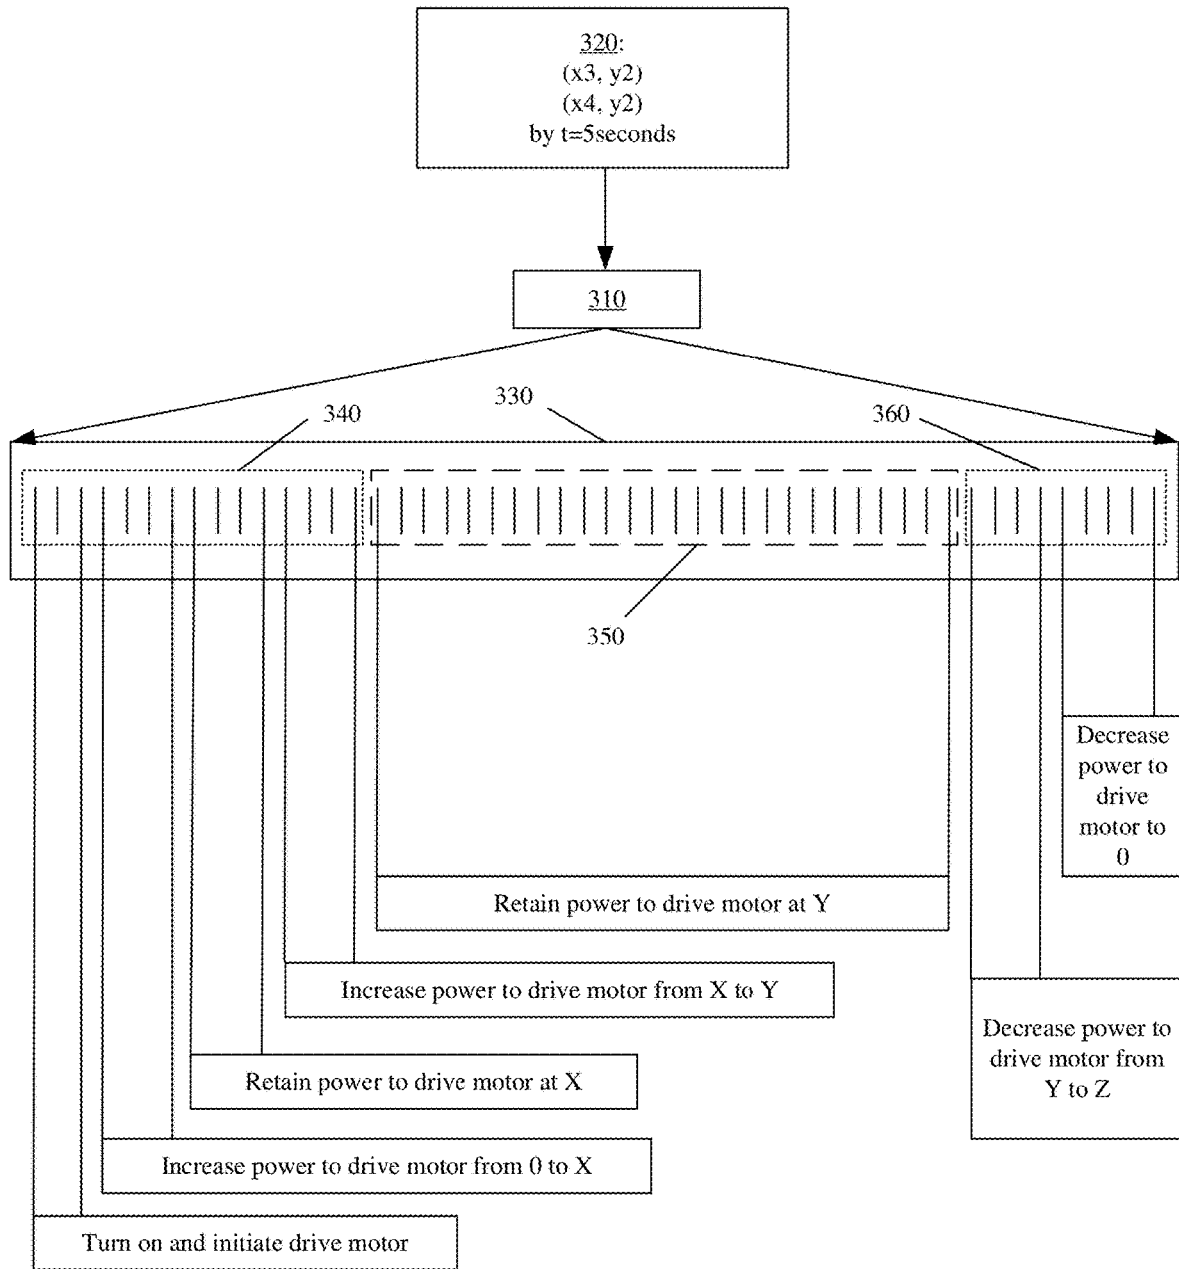 320:
(x3, y2)
(x4, y2)
by t=5seconds
310
340
330
360
350
Decrease
power to
drive
motor to
0
Retain power to drive motor at Y
Increase power to drive motor from X to Y
Decrease power to
drive motor from
Y to Z
Retain power to drive motor at X
Increase power to drive motor from 0 to X
Turn on and initiate drive motor